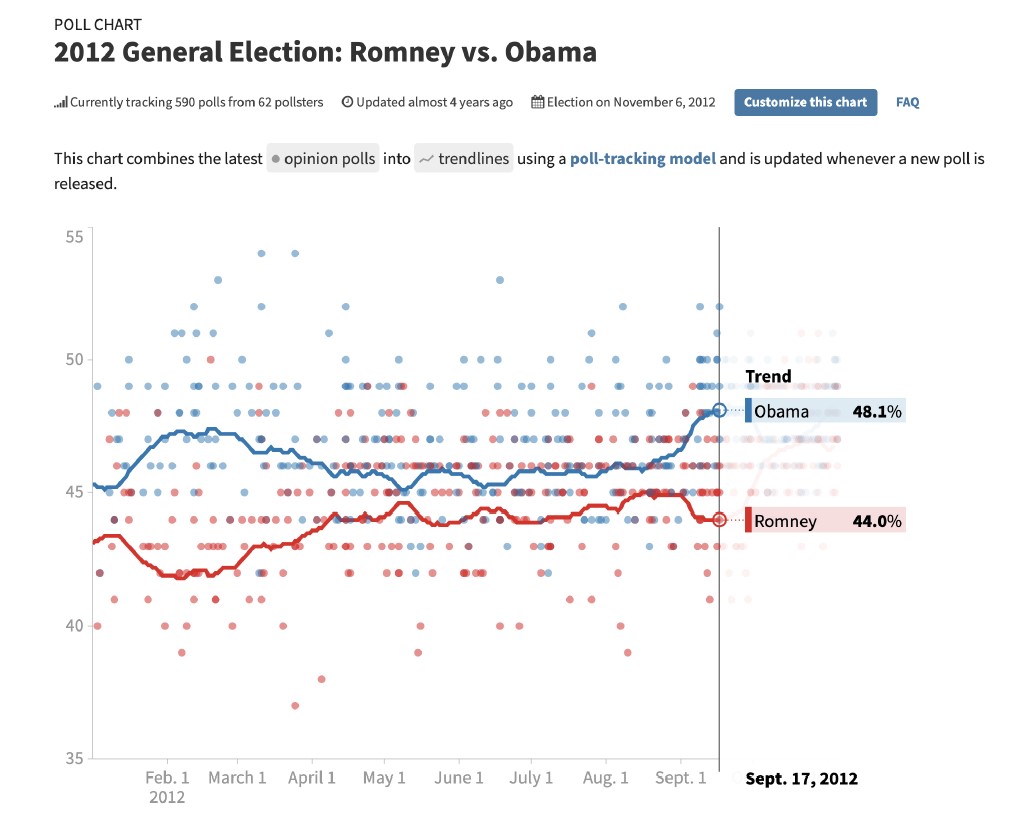 POLL CHART
2012 General Election: Romney vs. Obama
Currently tracking 590 polls from 62 pollsters Updated almost 4 years ago Election on November 6, 2012 Customize this chart FAQ
This chart combines the latest opinion polls into trendlines using a poll-tracking model and is updated whenever a new poll is
released.
55
50
45
40
35
Trend
Obama 48.1%
Romney 44.0%
Feb. 1 March 1 April 1 May 1 June 1 July 1 Aug. 1 Sept. 1 Sept. 17, 2012
2012